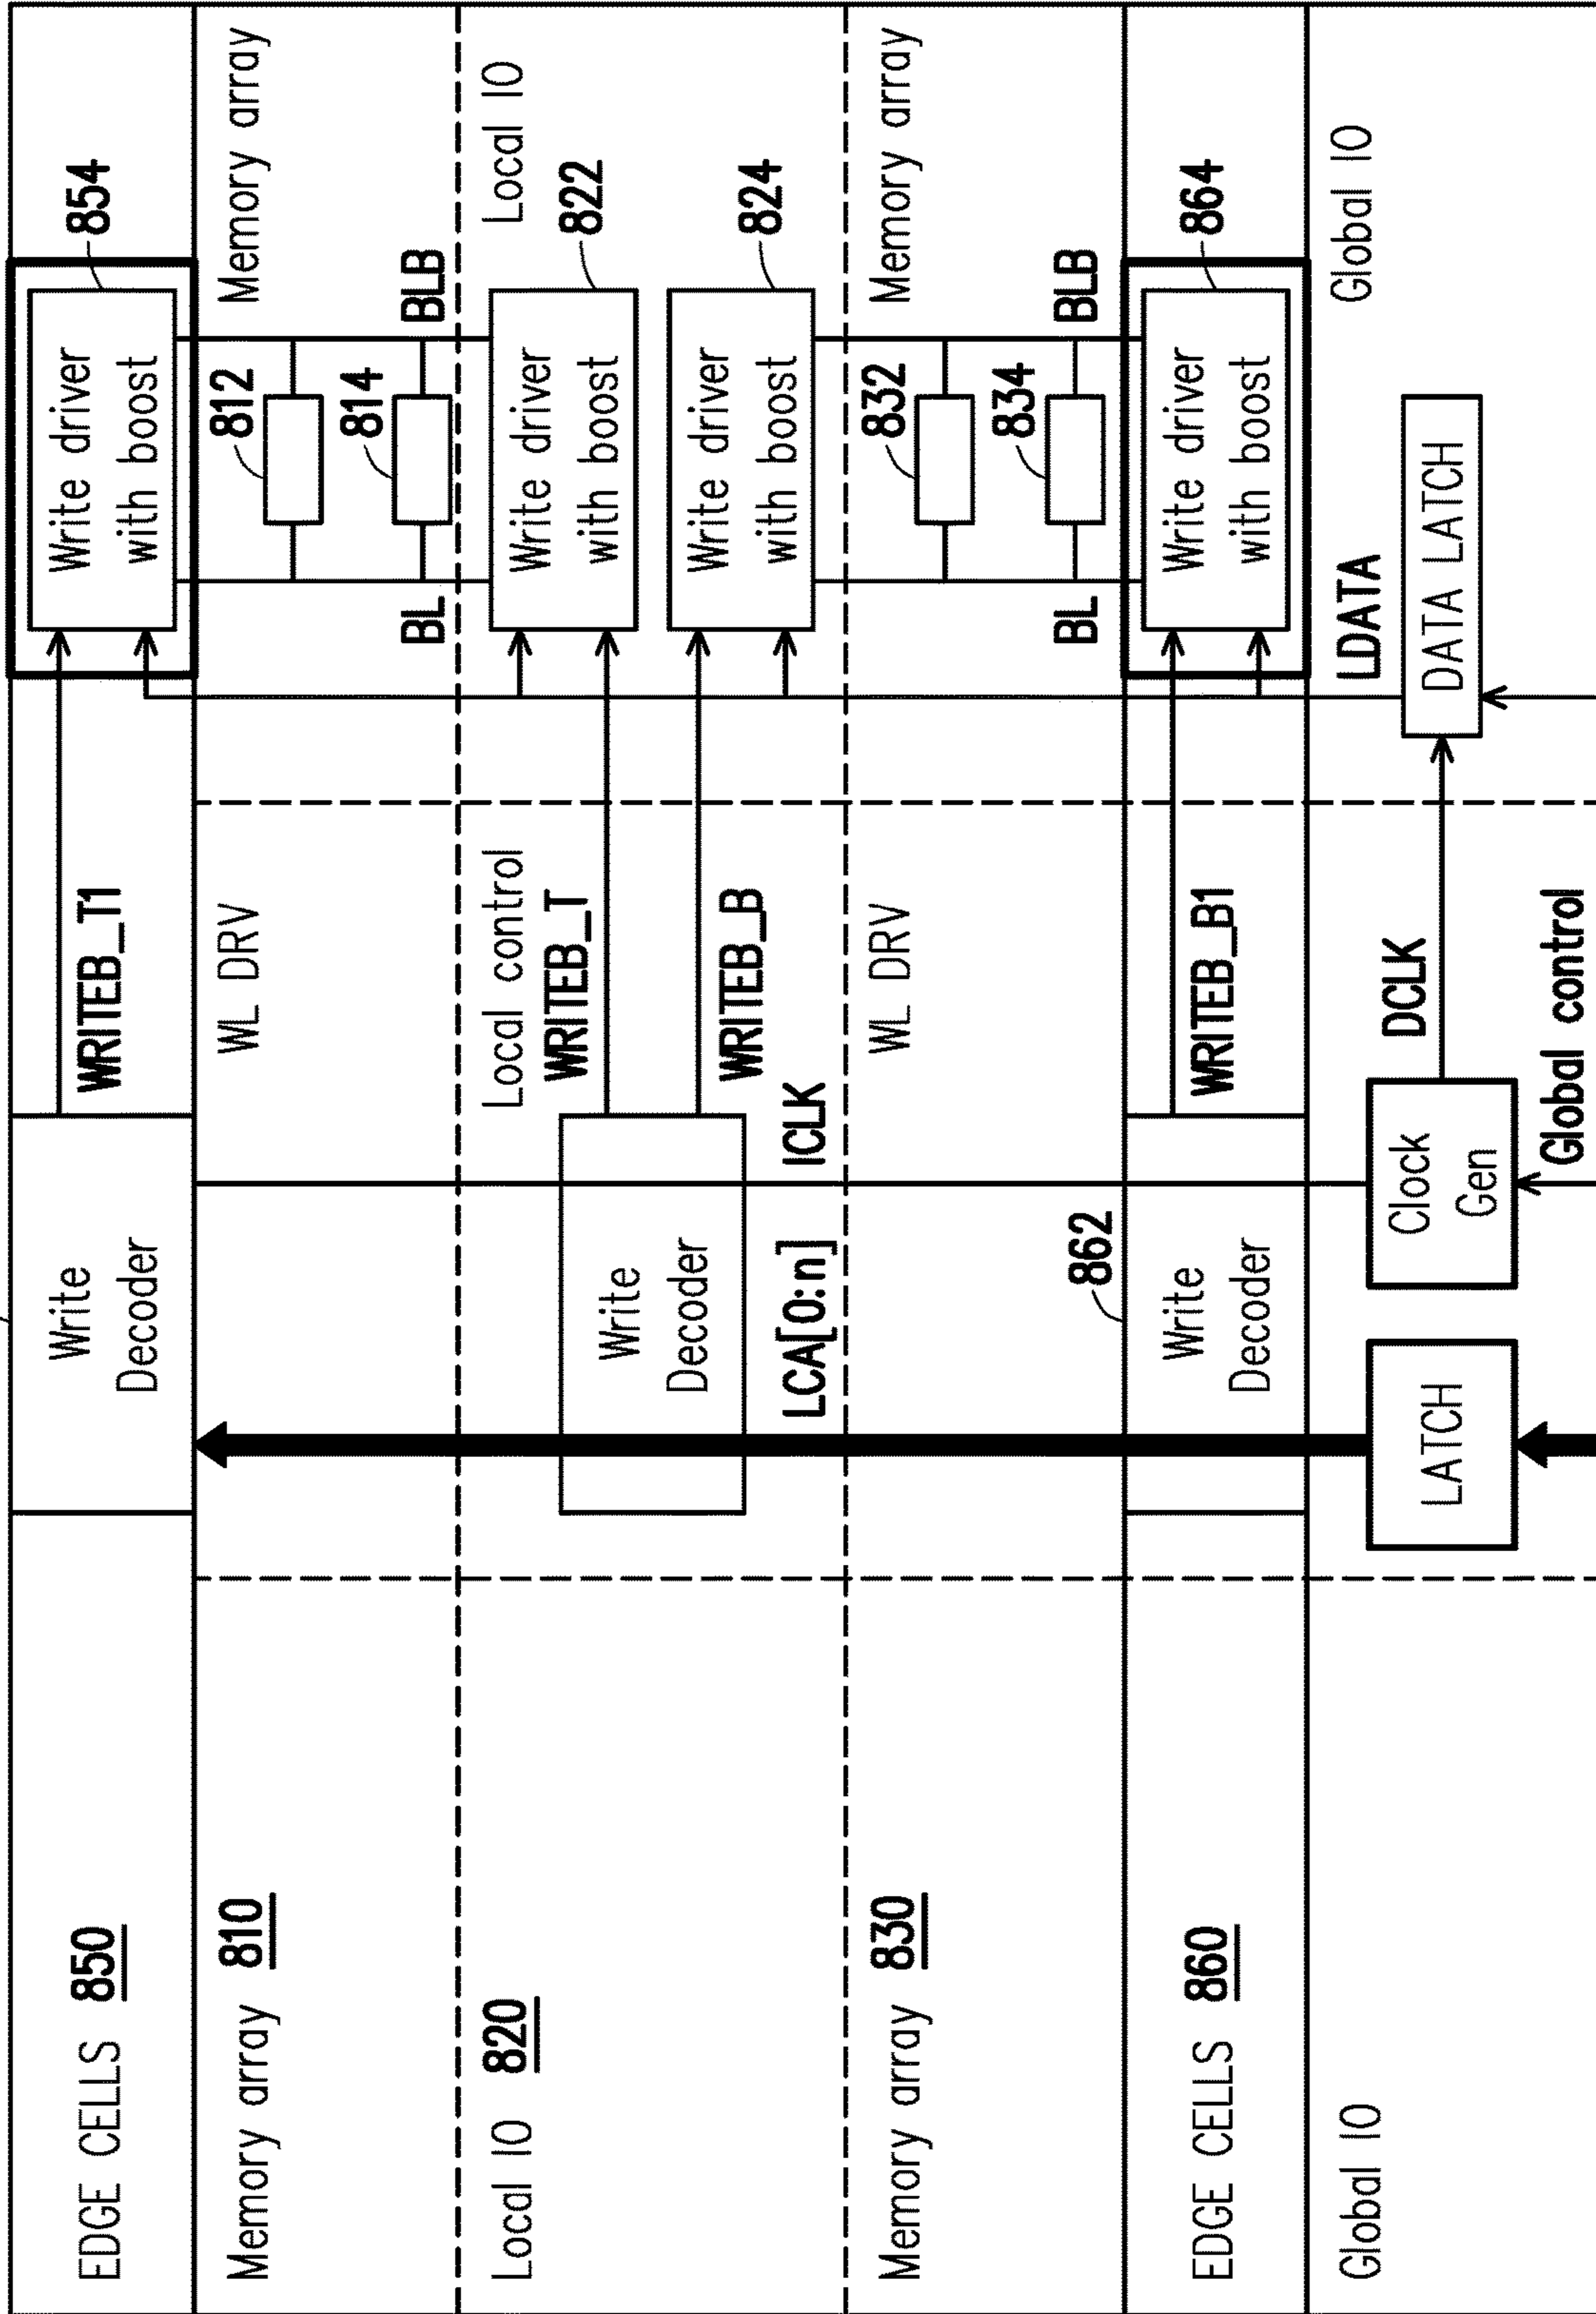 EDGE CELLS 850
Write
Decoder
WRITEB_T1
Write driver
with boost
854
Memory array 810
WL DRV
812
814
BL
BLB
Memory array
Local IO 820
Local control
WRITEB_T
WRITEB_B
Write
Decoder
LCA[0:n]
ICLK
Write driver
with boost
822
Write driver
with boost
824
Local IO
Memory array 830
WL DRV
832
834
BL
BLB
Memory array
EDGE CELLS 860
862
Write
Decoder
WRITEB_B1
Write driver
with boost
864
Global IO
LATCH
Clock
Gen
DCLK
LDATA
DATA LATCH
Global IO
Global control